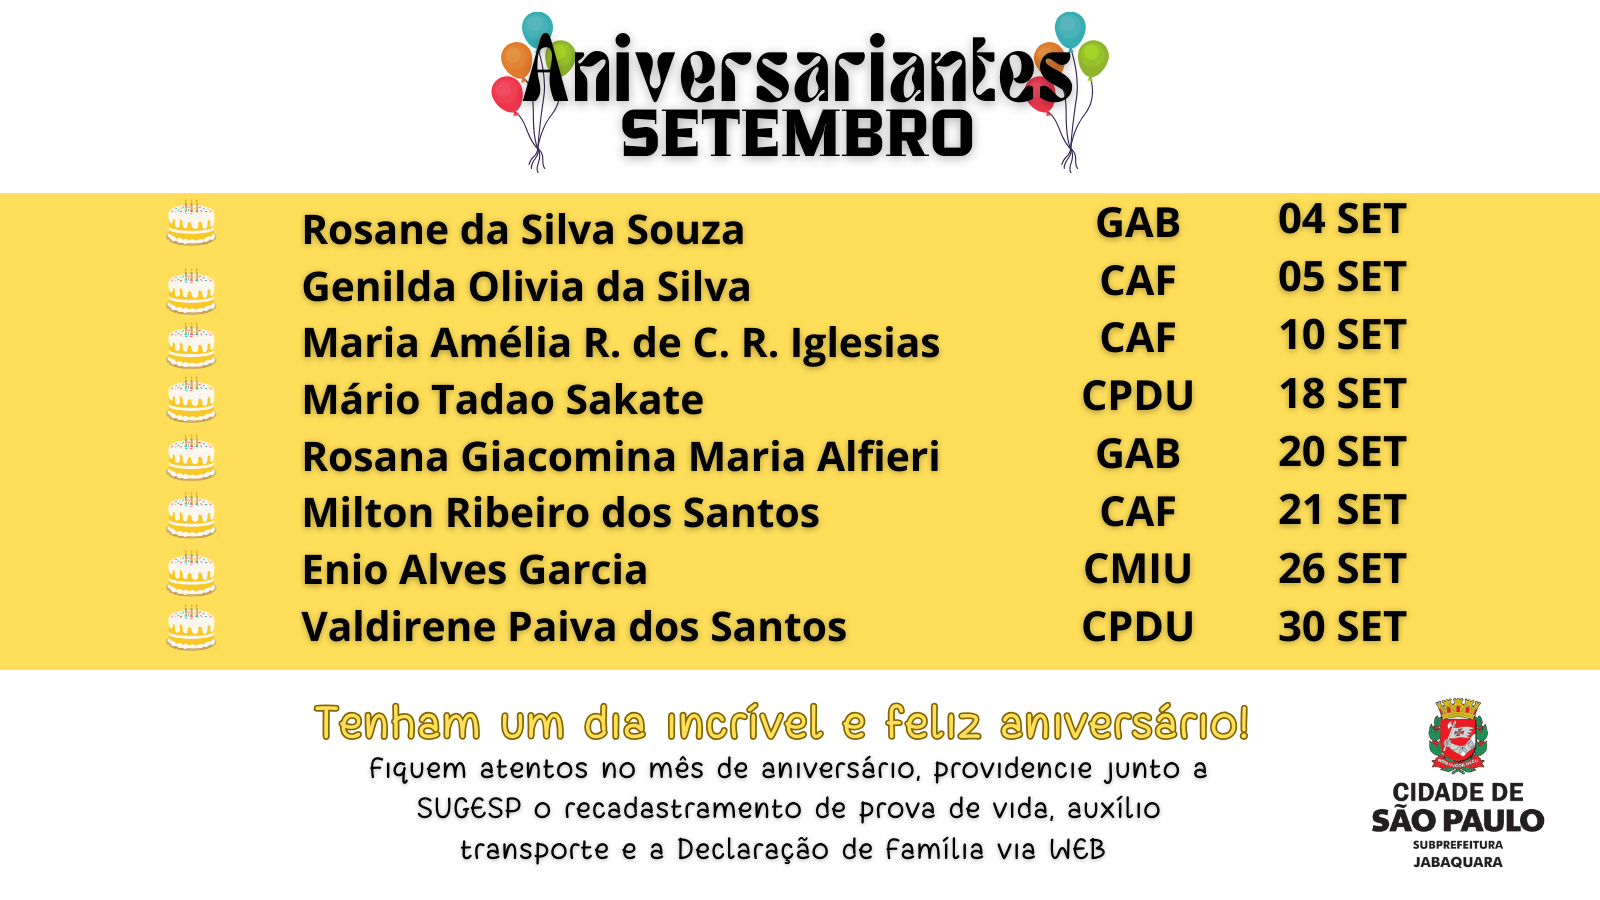 Aniversariantes
SETEMBRO
Rosane da Silva Souza GAB 04 SET
Genilda Olivia da Silva CAF 05 SET
Maria Amélia R. de C. R. Iglesias CAF 10 SET
Mário Tadao Sakate CPDU 18 SET
Rosana Giacomina Maria Alfieri GAB 20 SET
Milton Ribeiro dos Santos CAF 21 SET
Enio Alves Garcia CMIU 26 SET
Valdirene Paiva dos Santos CPDU 30 SET
Tenham um dia incrível e feliz aniversário!
Fiquem atentos no mês de aniversário, providencie junto a
SUGESP o recadastramento de prova de vida, auxílio
transporte e a Declaração de Família via WEB
CIDADE DE
SÃO PAULO
SUBPREFEITURA
JABAQUARA